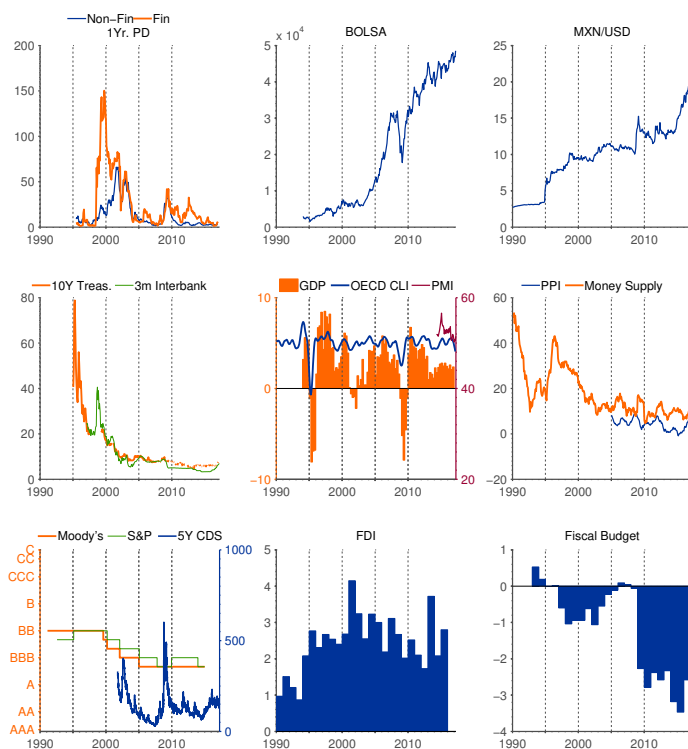 Non−Fin Fin
1Yr. PD
200
150
100
50
0
1990 2000 2010
BOLSA
5 x 10⁴
4
3
2
1
0
1990 2000 2010
MXN/USD
25
20
15
10
5
0
1990 2000 2010
10Y Treas. 3m Interbank
80
60
40
20
0
1990 2000 2010
GDP OECD CLI PMI
10 60
0 40
−10 20
1990 2000 2010
PPI Money Supply
60
40
20
0
−20
1990 2000 2010
Moody's S&P 5Y CDS
C 1000
CC
CCC
B
BB 500
BBB
A
AA
AAA 0
1990 2000 2010
FDI
5
4
3
2
1
0
1990 2000 2010
Fiscal Budget
1
0
−1
−2
−3
−4
1990 2000 2010